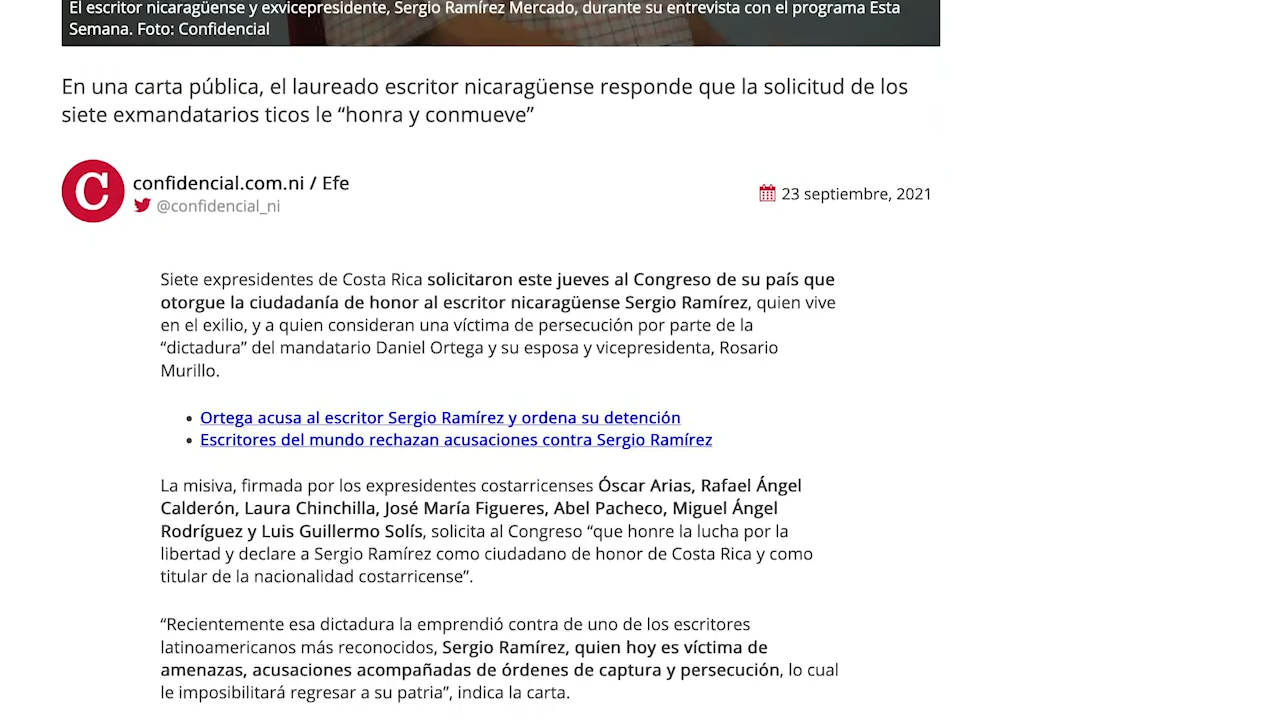 El escritor nicaragüense y exvicepresidente, Sergio Ramírez Mercado, durante su entrevista con el programa Esta
Semana. Foto: Confidencial
En una carta pública, el laureado escritor nicaragüense responde que la solicitud de los
siete exmandatarios ticos le “honra y conmueve”
C
confidencial.com.ni / Efe
@confidencial_ni
23 septiembre, 2021
Siete expresidentes de Costa Rica solicitaron este jueves al Congreso de su país que
otorgue la ciudadanía de honor al escritor nicaragüense Sergio Ramírez, quien vive
en el exilio, y a quien consideran una víctima de persecución por parte de la
“dictadura” del mandatario Daniel Ortega y su esposa y vicepresidenta, Rosario
Murillo.
• Ortega acusa al escritor Sergio Ramírez y ordena su detención
• Escritores del mundo rechazan acusaciones contra Sergio Ramírez
La misiva, firmada por los expresidentes costarricenses Óscar Arias, Rafael Ángel
Calderón, Laura Chinchilla, José María Figueres, Abel Pacheco, Miguel Ángel
Rodríguez y Luis Guillermo Solís, solicita al Congreso “que honre la lucha por la
libertad y declare a Sergio Ramírez como ciudadano de honor de Costa Rica y como
titular de la nacionalidad costarricense”.
“Recientemente esa dictadura la emprendió contra de uno de los escritores
latinoamericanos más reconocidos, Sergio Ramírez, quien hoy es víctima de
amenazas, acusaciones acompañadas de órdenes de captura y persecución, lo cual
le imposibilitará regresar a su patria”, indica la carta.